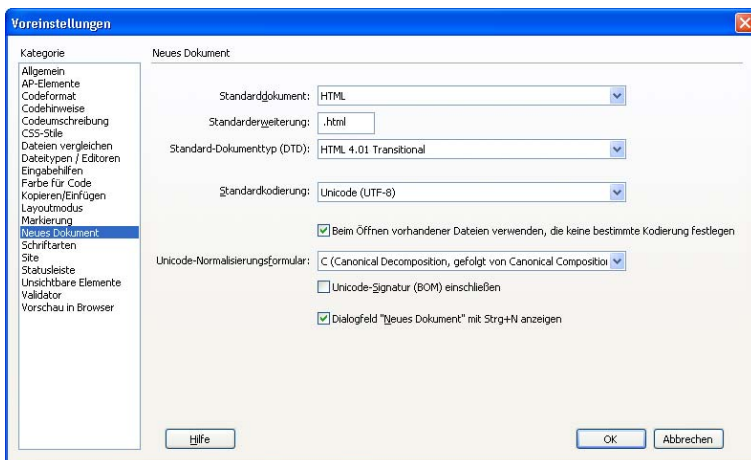 Voreinstellungen
Kategorie
Allgemein
AP-Elemente
Codeformat
Codehinweise
Codeumschreibung
CSS-Stile
Dateien vergleichen
Dateitypen / Editoren
Eingabehilfen
Farbe für Code
Kopieren/Einfügen
Layoutmodus
Markierung
Neues Dokument
Schriftarten
Site
Statusleiste
Unsichtbare Elemente
Validator
Vorschau in Browser
Neues Dokument
Standarddokument: HTML
Standarderweiterung: .html
Standard-Dokumenttyp (DTD): HTML 4.01 Transitional
Standardkodierung: Unicode (UTF-8)
Beim Öffnen vorhandener Dateien verwenden, die keine bestimmte Kodierung festlegen
Unicode-Normalisierungsformular: C (Canonical Decomposition, gefolgt von Canonical Composition
Unicode-Signatur (BOM) einschließen
Dialogfeld "Neues Dokument" mit Strg+N anzeigen
Hilfe OK Abbrechen